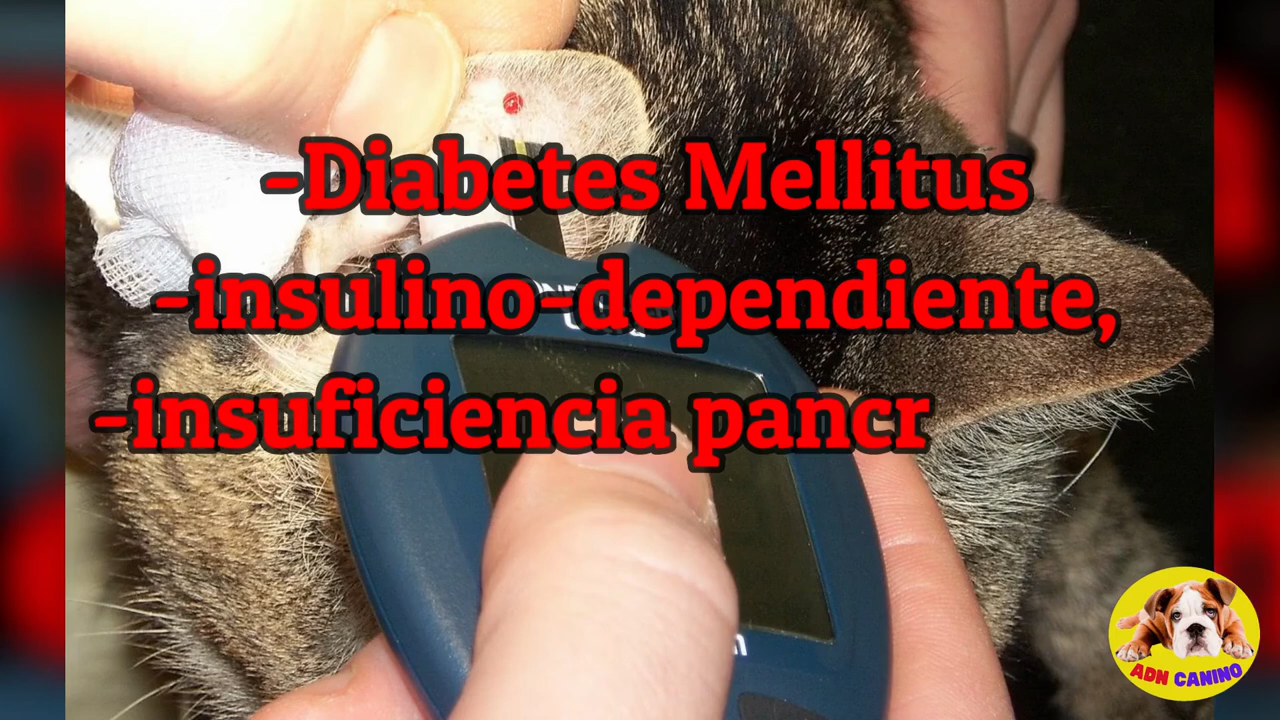 -Diabetes Mellitus
-insulino-dependiente,
-insuficiencia pancr
ADN CANINO